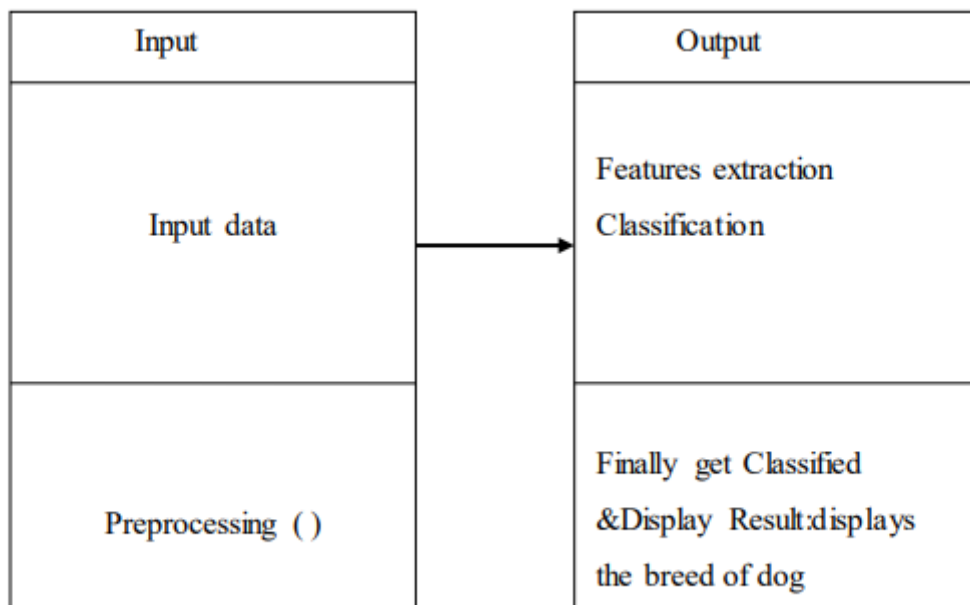 Input
Input data
Preprocessing ( )
Output
Features extraction
Classification
Finally get Classified
&Display Result:displays
the breed of dog